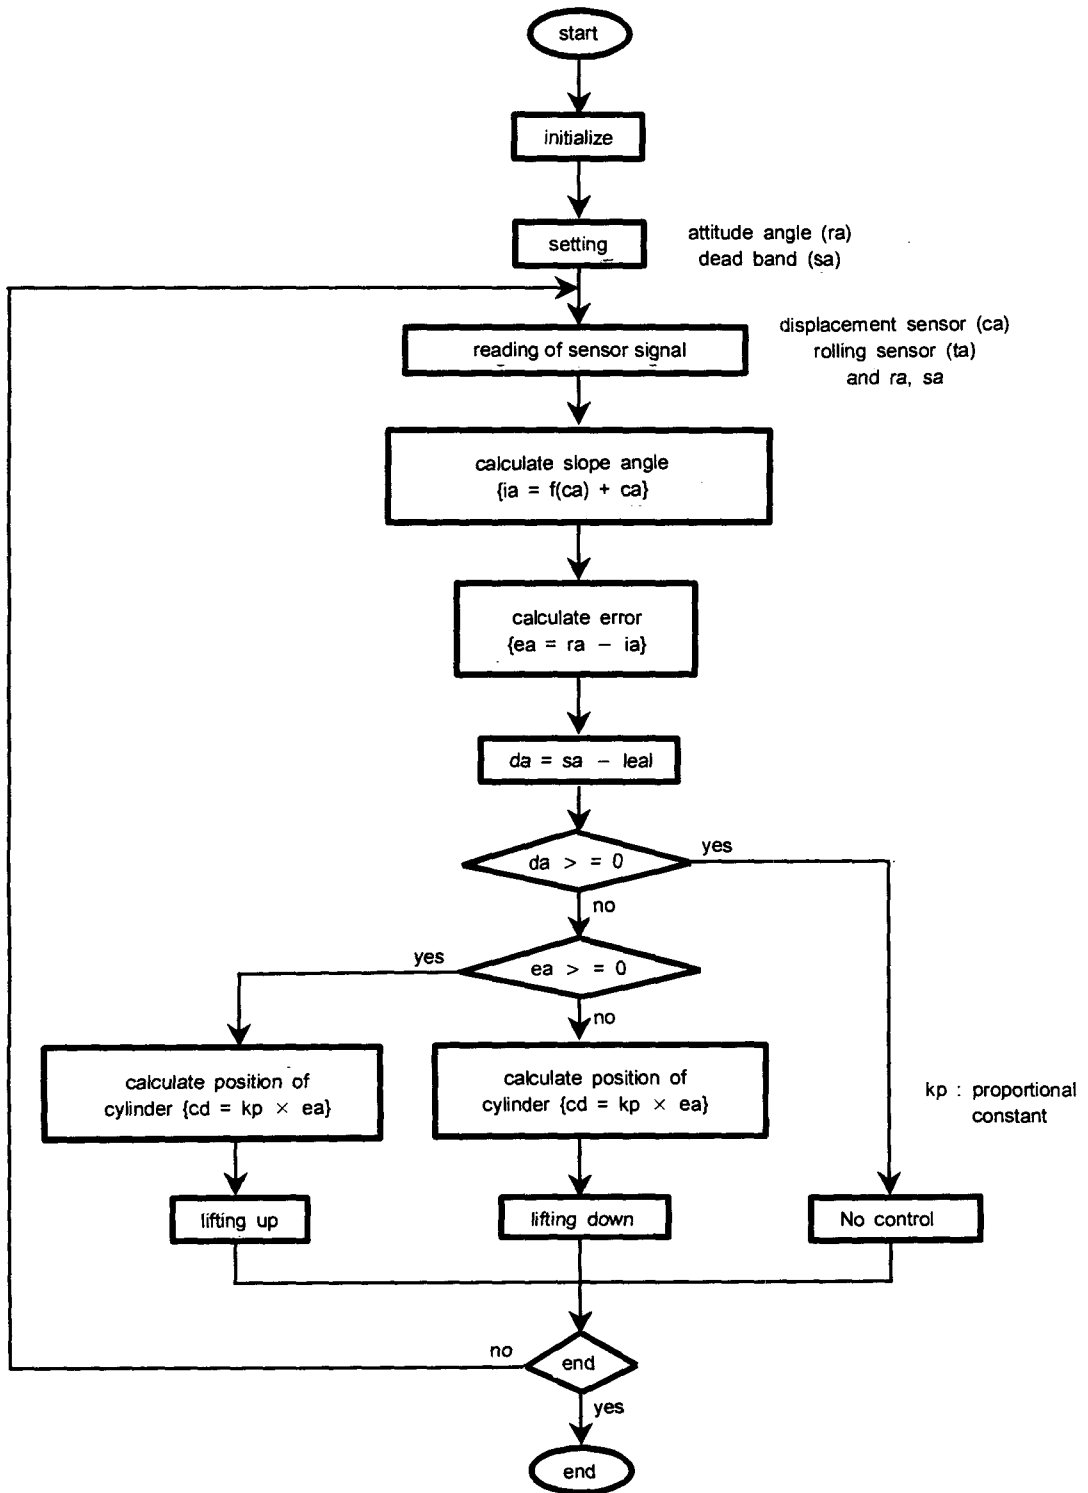 start
initialize
setting
attitude angle (ra)
dead band (sa)
reading of sensor signal
displacement sensor (ca)
rolling sensor (ta)
and ra, sa
calculate slope angle
{ia = f(ca) + ca}
calculate error
{ea = ra − ia}
da = sa − leal
da > = 0
yes
no
ea > = 0
yes
no
calculate position of
cylinder {cd = kp × ea}
calculate position of
cylinder {cd = kp × ea}
kp : proportional
constant
lifting up
lifting down
No control
end
no
yes
end